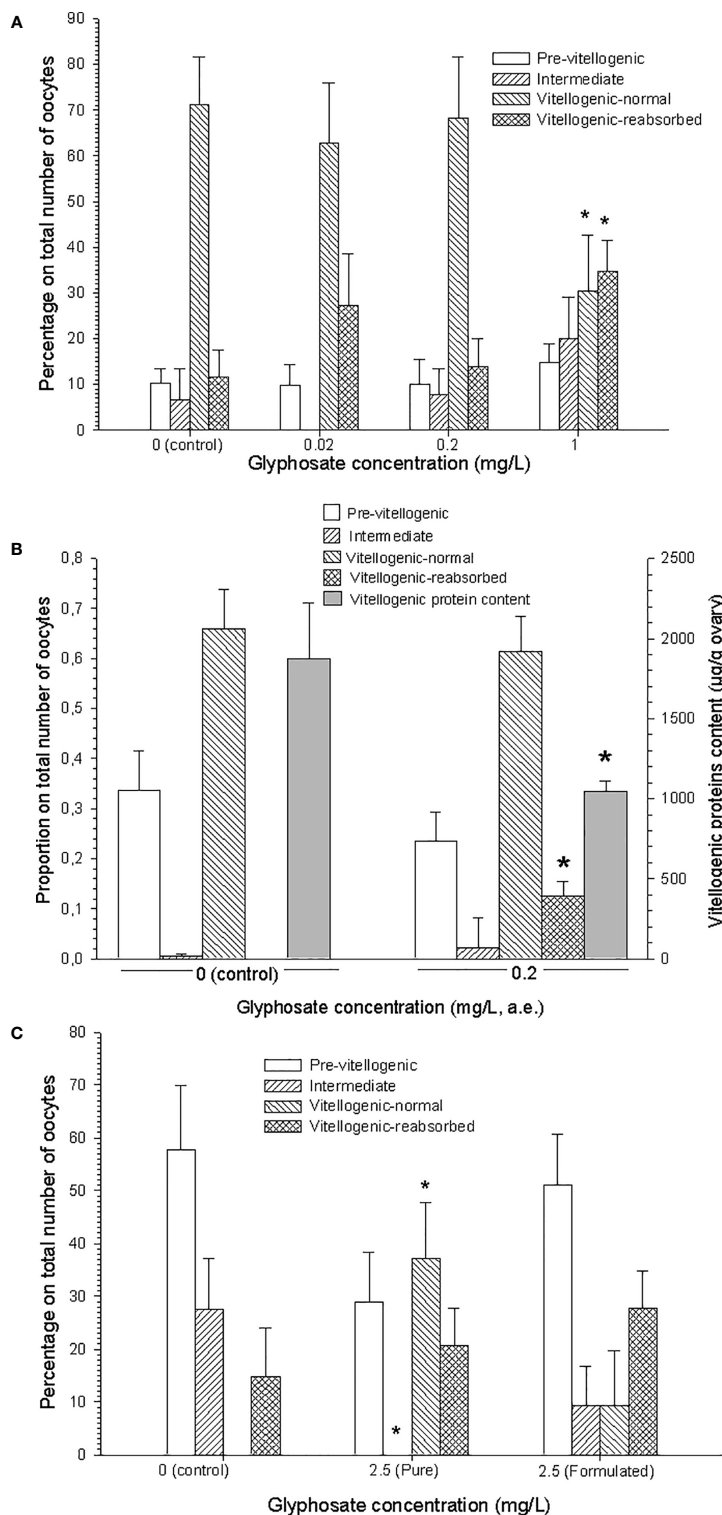 A
Percentage on total number of oocytes
90
80
70
60
50
40
30
20
10
0
Pre-vitellogenic
Intermediate
Vitellogenic-normal
Vitellogenic-reabsorbed
* *
0 (control) 0.02 0.2 1
Glyphosate concentration (mg/L)
B
Pre-vitellogenic
Intermediate
Vitellogenic-normal
Vitellogenic-reabsorbed
Vitellogenic protein content
Proportion on total number of oocytes
0,8
0,7
0,6
0,5
0,4
0,3
0,2
0,1
0,0
2500
2000
1500
1000
500
0
Vitellogenic proteins content (µg/g ovary)
*
*
0 (control) 0.2
Glyphosate concentration (mg/L, a.e.)
C
Percentage on total number of oocytes
80
70
60
50
40
30
20
10
0
Pre-vitellogenic
Intermediate
Vitellogenic-normal
Vitellogenic-reabsorbed
*
*
0 (control) 2.5 (Pure) 2.5 (Formulated)
Glyphosate concentration (mg/L)